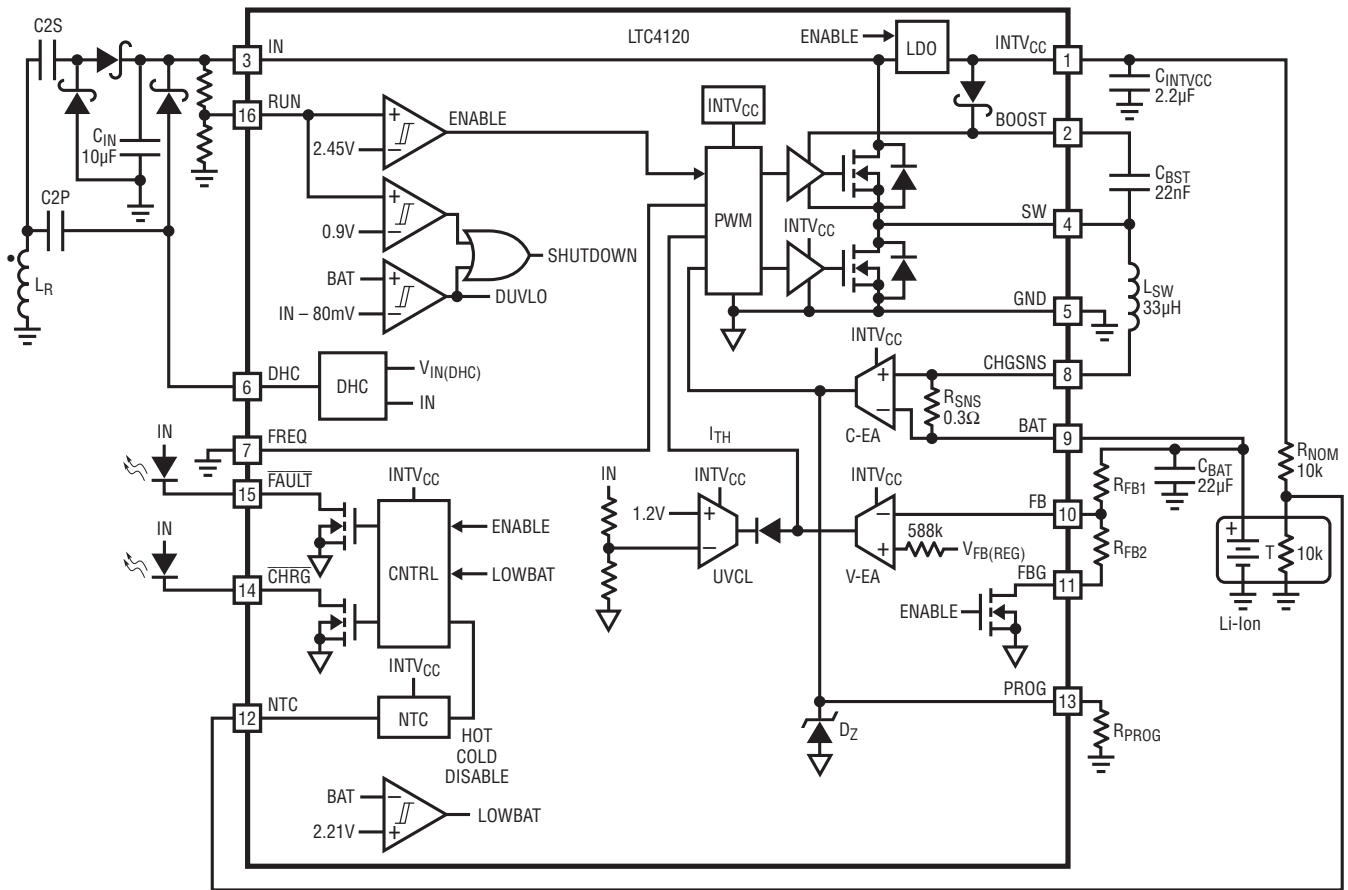 C2S
IN
3
LTC4120
ENABLE
LDO
INTVCC
1
CINTVCC
2.2µF
RUN
16
INTVCC
BOOST
2
CIN
10µF
2.45V
ENABLE
CBST
22nF
C2P
0.9V
PWM
INTVCC
SW
4
SHUTDOWN
BAT
IN – 80mV
DUVLO
LR
LSW
33µH
GND
5
INTVCC
CHGSNS
8
DHC
6
DHC
VIN(DHC)
IN
RSNS
0.3Ω
C-EA
BAT
9
IN
FREQ
7
ITH
RNOM
10k
FAULT
15
INTVCC
IN
INTVCC
INTVCC
RFB1
CBAT
22µF
1.2V
FB
10
IN
ENABLE
588k
VFB(REG)
RFB2
T
10k
CNTRL
LOWBAT
UVCL
V-EA
FBG
11
CHRG
14
ENABLE
Li-Ion
INTVCC
PROG
13
NTC
12
NTC
DZ
RPROG
HOT
COLD
DISABLE
BAT
2.21V
LOWBAT